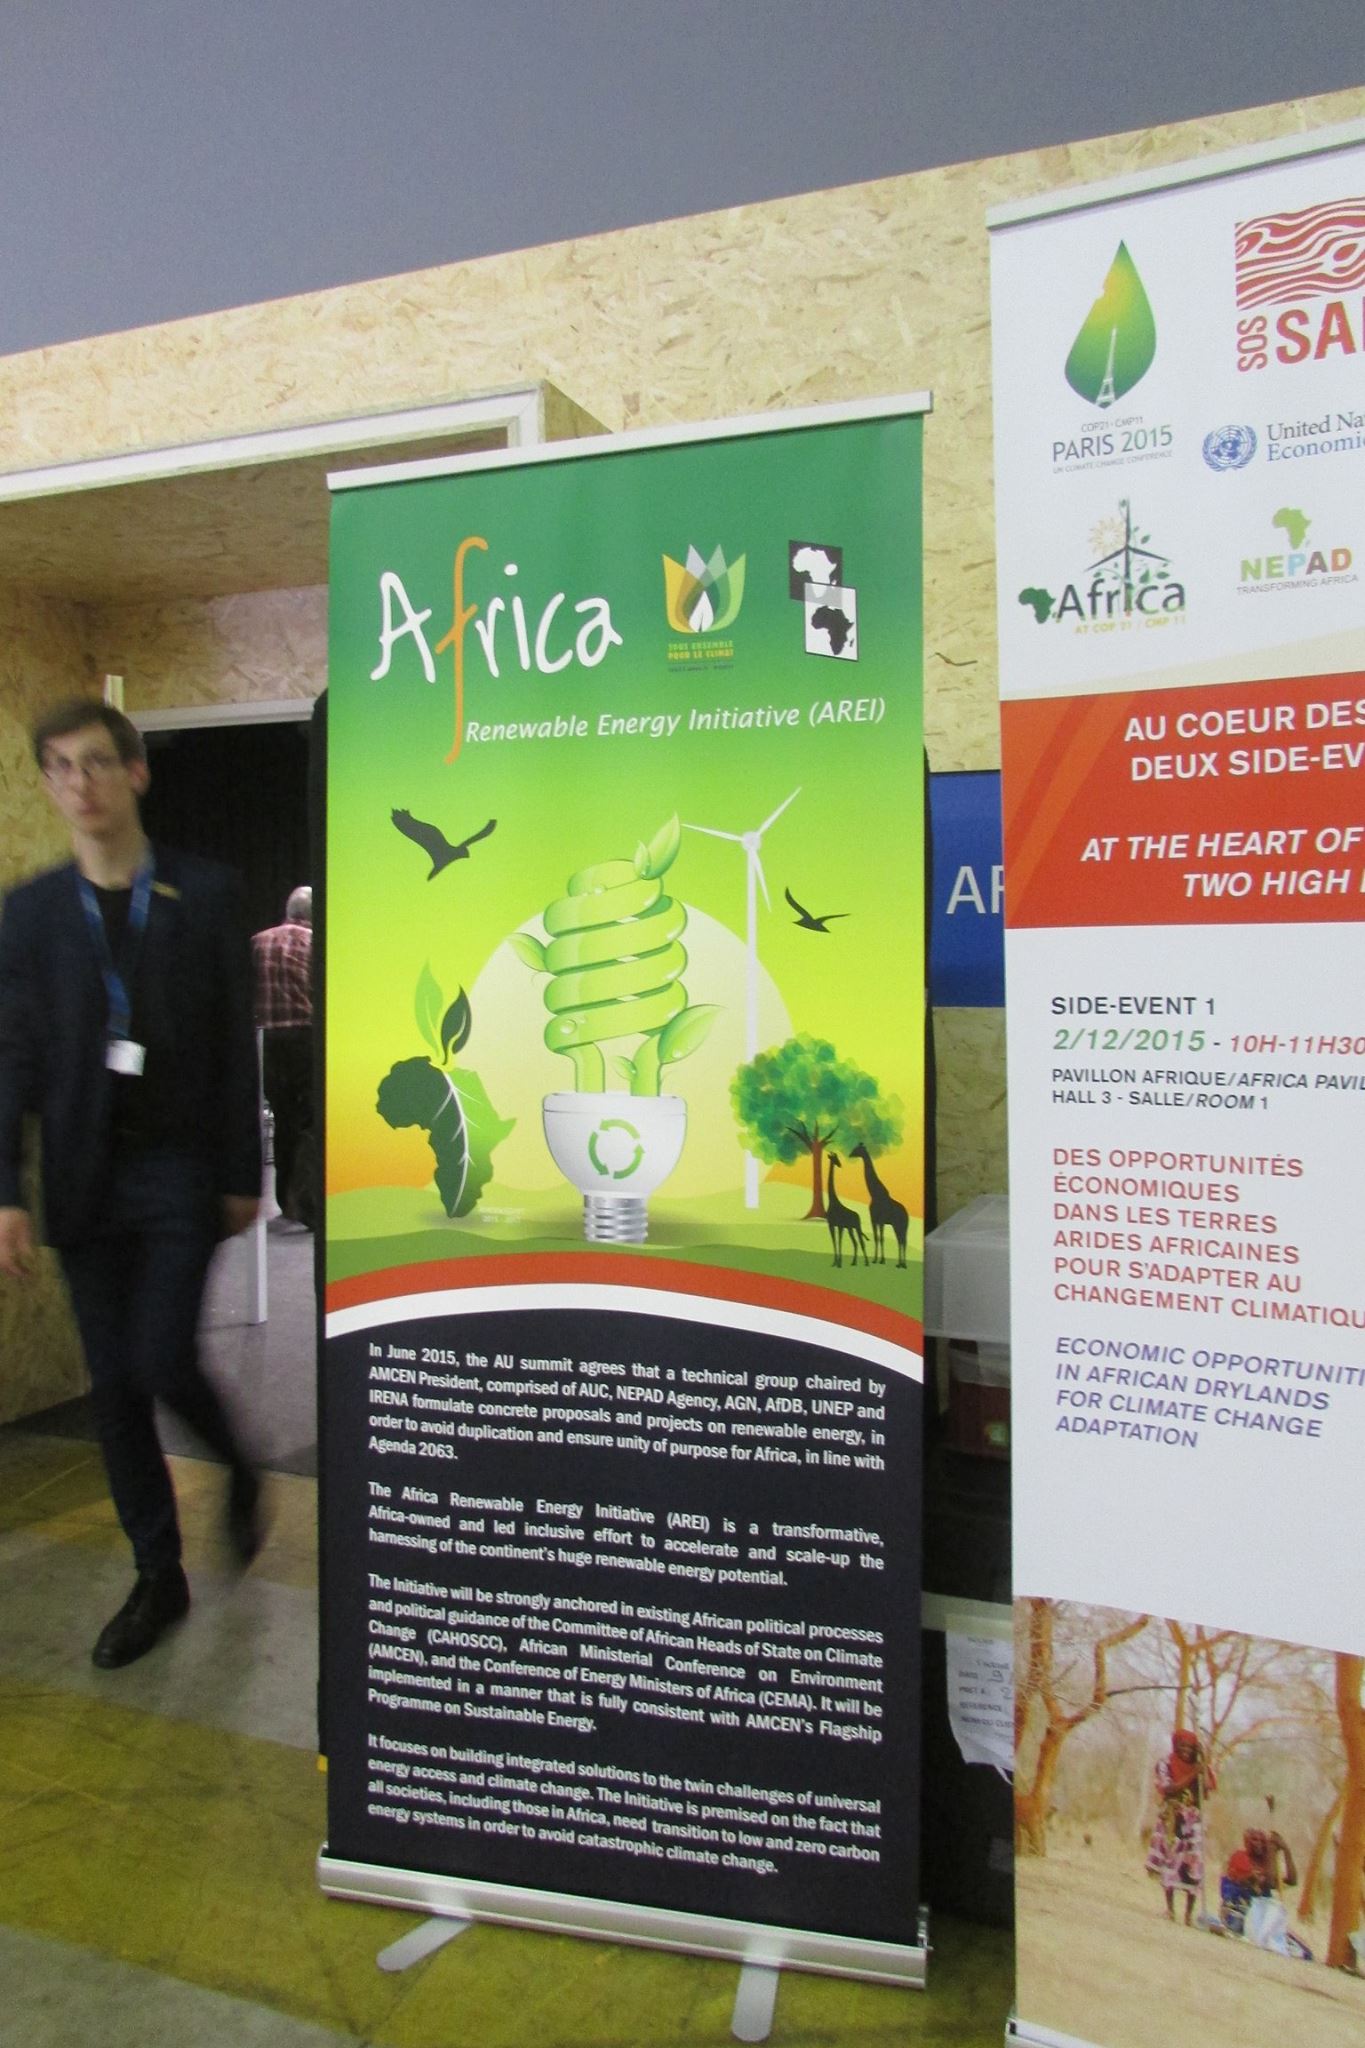 Africa
TOUS ENSEMBLE
POUR LE CLIMAT
Renewable Energy Initiative (AREI)
In June 2015, the AU summit agrees that a technical group chaired by
AMCEN President, comprised of AUC, NEPAD Agency, AGN, AfDB, UNEP and
IRENA formulate concrete proposals and projects on renewable energy, in
order to avoid duplication and ensure unity of purpose for Africa, in line with
Agenda 2063.
The Africa Renewable Energy Initiative (AREI) is a transformative,
Africa-owned and led inclusive effort to accelerate and scale-up the
harnessing of the continent's huge renewable energy potential.
The Initiative will be strongly anchored in existing African political processes
and political guidance of the Committee of African Heads of State on Climate
Change (CAHOSCC), African Ministerial Conference on Environment
(AMCEN), and the Conference of Energy Ministers of Africa (CEMA). It will be
implemented in a manner that is fully consistent with AMCEN's Flagship
Programme on Sustainable Energy.
It focuses on building integrated solutions to the twin challenges of universal
energy access and climate change. The Initiative is premised on the fact that
all societies, including those in Africa, need transition to low and zero carbon
energy systems in order to avoid catastrophic climate change.
AF
COP21 · CMP11
PARIS 2015
UN CLIMATE CHANGE CONFERENCE
SOS
SA
United Na
Economi
Africa
AT COP 21 / CMP 11
NEPAD
TRANSFORMING AFRICA
AU COEUR DES
DEUX SIDE-EV
AT THE HEART OF
TWO HIGH
SIDE-EVENT 1
2/12/2015 - 10H-11H30
PAVILLON AFRIQUE/AFRICA PAVIL
HALL 3 - SALLE/ROOM 1
DES OPPORTUNITÉS
ÉCONOMIQUES
DANS LES TERRES
ARIDES AFRICAINES
POUR S'ADAPTER AU
CHANGEMENT CLIMATIQU
ECONOMIC OPPORTUNITI
IN AFRICAN DRYLANDS
FOR CLIMATE CHANGE
ADAPTATION